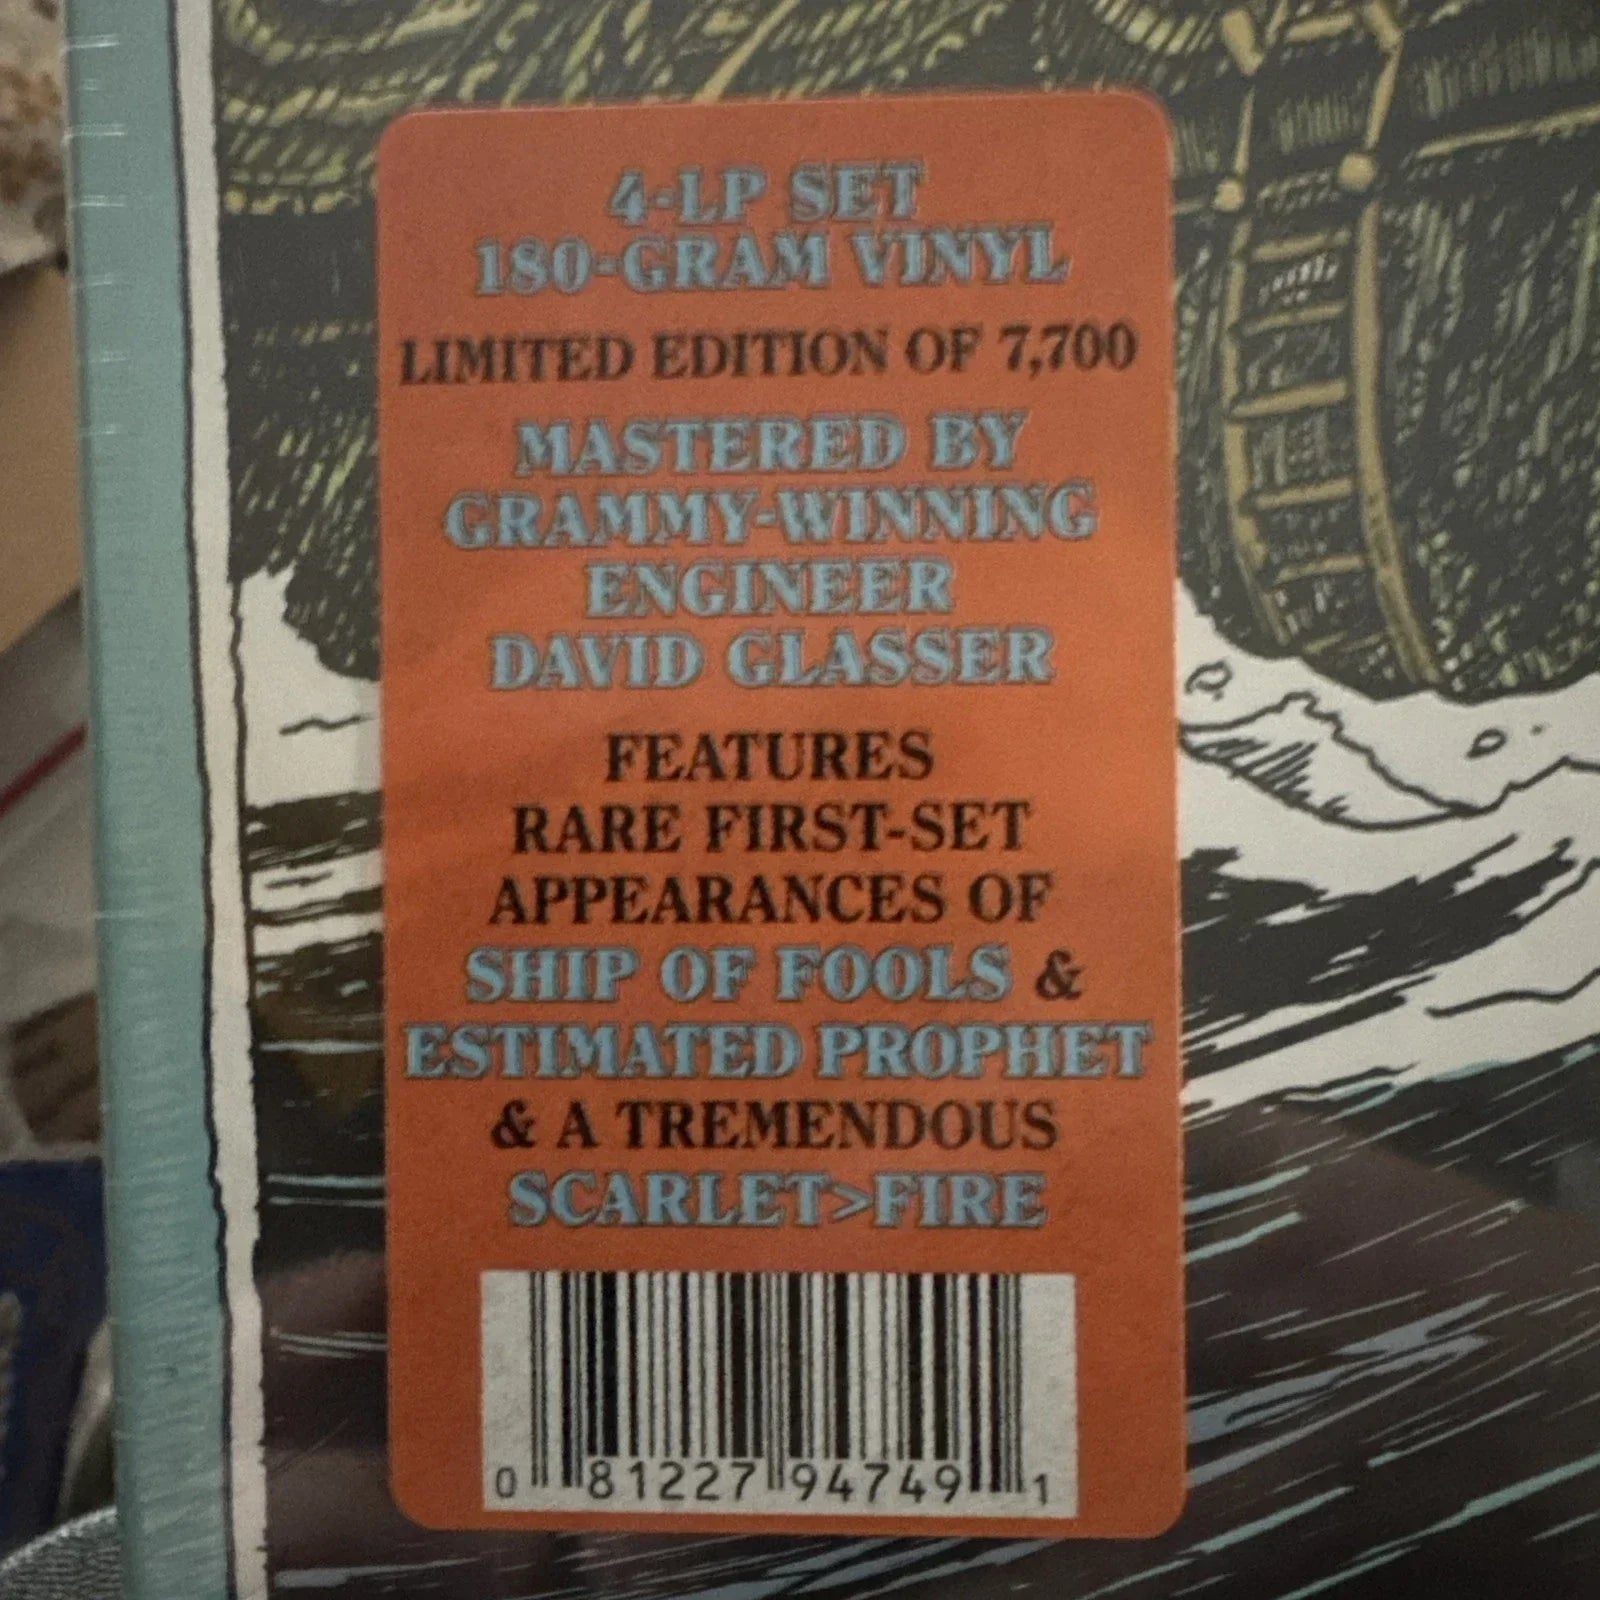 4-LP SET
180-GRAM VINYL
LIMITED EDITION OF 7,700
MASTERED BY
GRAMMY-WINNING
ENGINEER
DAVID GLASSER
FEATURES
RARE FIRST-SET
APPEARANCES OF
SHIP OF FOOLS &
ESTIMATED PROPHET
& A TREMENDOUS
SCARLET>FIRE
0 81227 94749 1